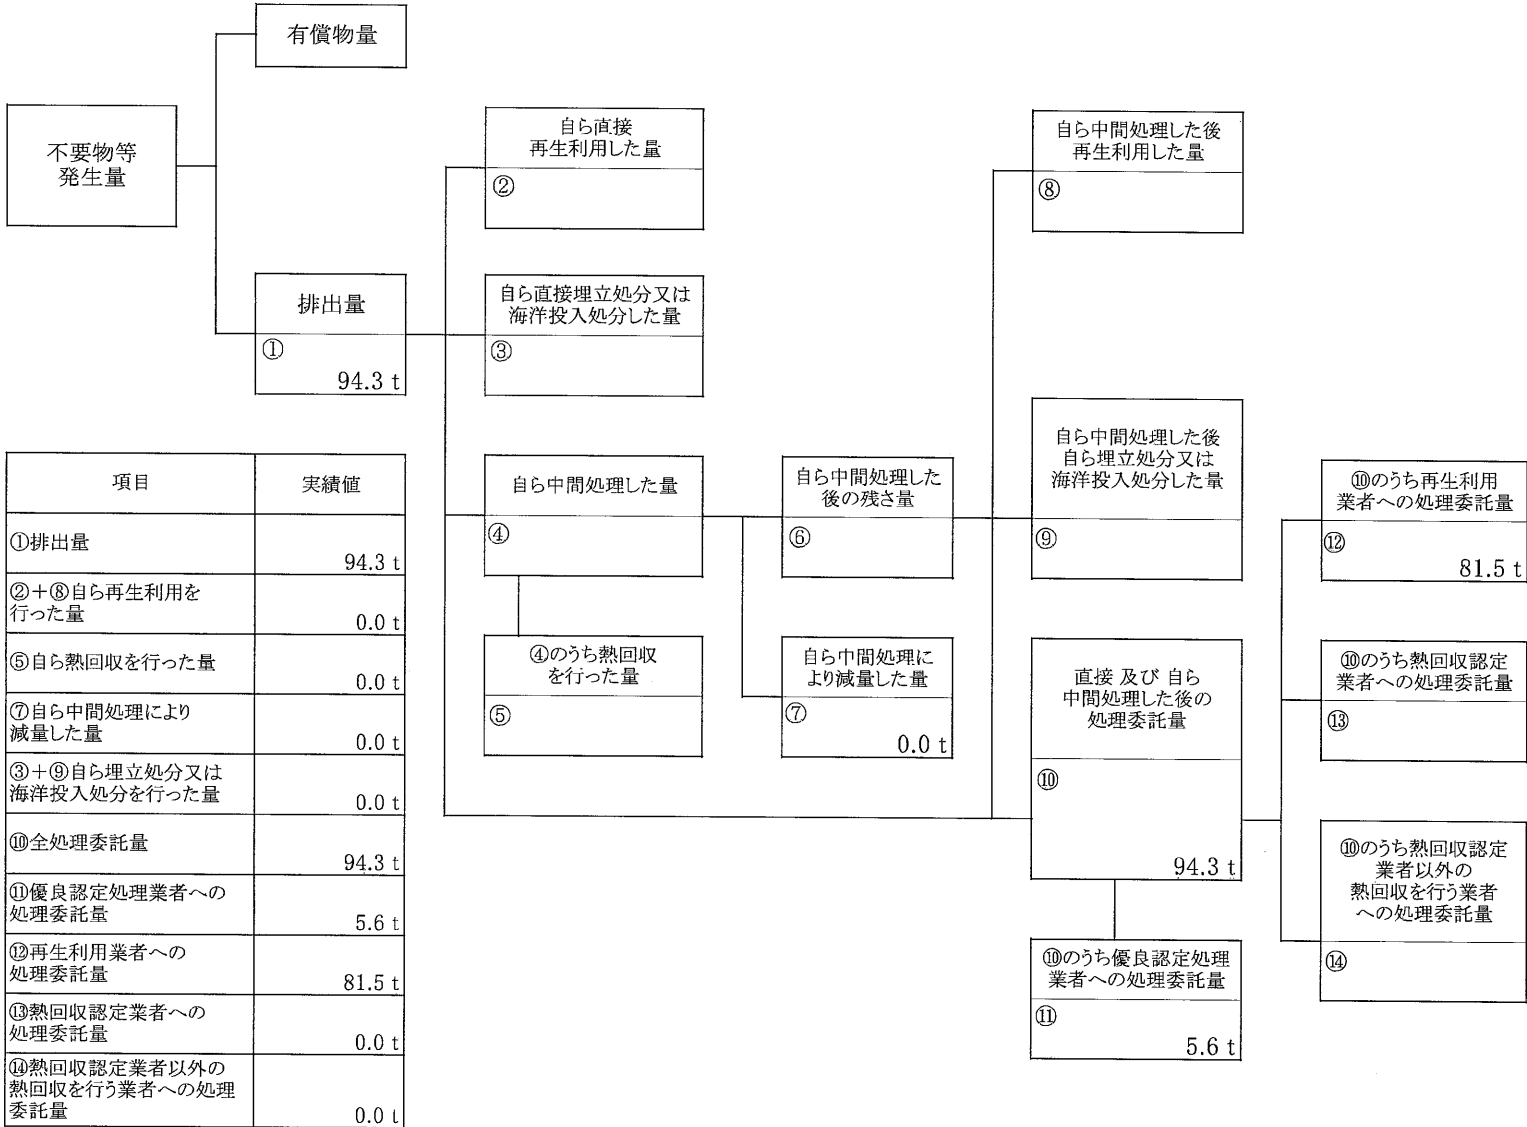 有償物量
不要物等
発生量
排出量
①
94.3 t
自ら直接
再生利用した量
②
自ら直接埋立処分又は
海洋投入処分した量
③
自ら中間処理した量
④
④のうち熱回収
を行った量
⑤
自ら中間処理した
後の残さ量
⑥
自ら中間処理に
より減量した量
⑦
0.0 t
自ら中間処理した後
再生利用した量
⑧
自ら中間処理した後
自ら埋立処分又は
海洋投入処分した量
⑨
直接 及び 自ら
中間処理した後の
処理委託量
⑩
94.3 t
⑩のうち優良認定処理
業者への処理委託量
⑪
5.6 t
⑩のうち再生利用
業者への処理委託量
⑫
81.5 t
⑩のうち熱回収認定
業者への処理委託量
⑬
⑩のうち熱回収認定
業者以外の
熱回収を行う業者
への処理委託量
⑭
項目 実績値
①排出量
94.3 t
②+⑧自ら再生利用を
行った量
0.0 t
⑤自ら熱回収を行った量
0.0 t
⑦自ら中間処理により
減量した量
0.0 t
③+⑨自ら埋立処分又は
海洋投入処分を行った量
0.0 t
⑩全処理委託量
94.3 t
⑪優良認定処理業者への
処理委託量
5.6 t
⑫再生利用業者への
処理委託量
81.5 t
⑬熱回収認定業者への
処理委託量
0.0 t
⑭熱回収認定業者以外の
熱回収を行う業者への処理
委託量
0.0 t